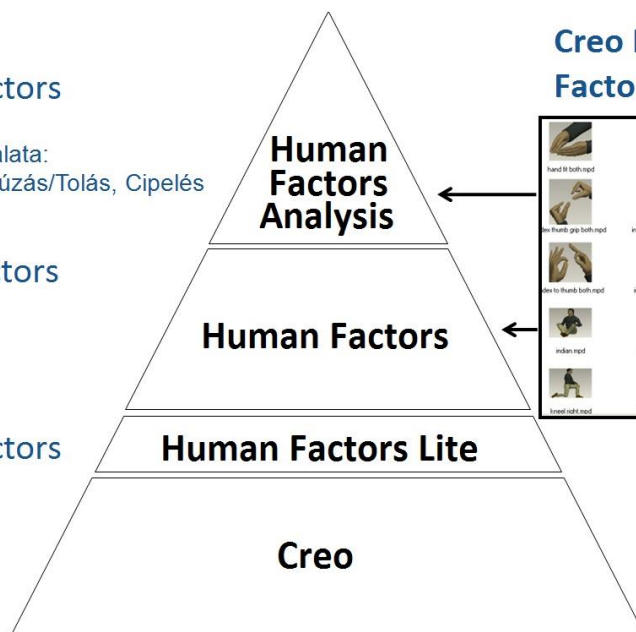 Creo
Facto
ctors
alata:
úzás/Tolás, Cipelés
Human
Factors
Analysis
hand fit both.mpd
dex thumb grip both.mpd
ctors
Human Factors
dex to thumb both.mpd
indian.mpd
kneel right.mpd
ctors
Human Factors Lite
Creo